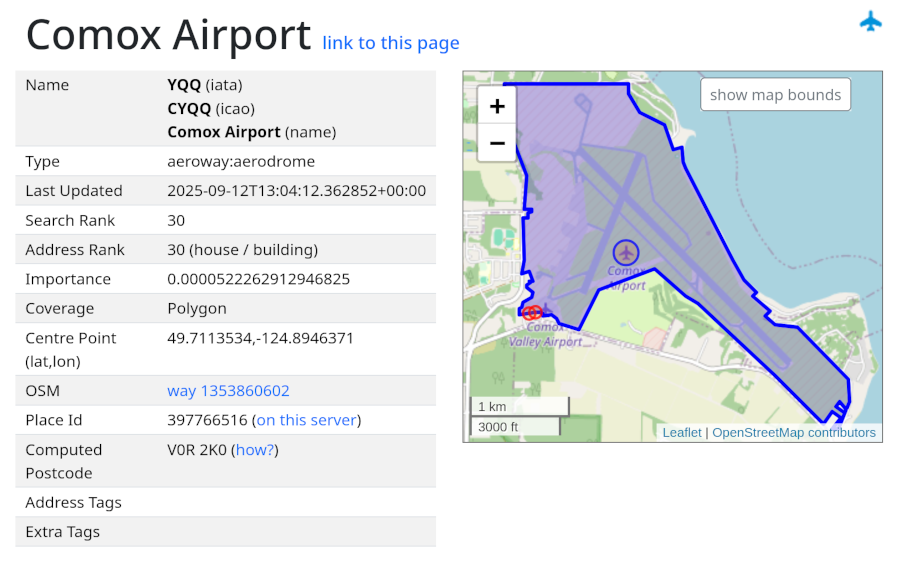 Comox Airport link to this page
Name YQQ (iata)
CYQQ (icao)
Comox Airport (name)
Type aeroway:aerodrome
Last Updated 2025-09-12T13:04:12.362852+00:00
Search Rank 30
Address Rank 30 (house / building)
Importance 0.0000522262912946825
Coverage Polygon
Centre Point (lat,lon) 49.7113534,-124.8946371
OSM way 1353860602
Place Id 397766516 (on this server)
Computed Postcode V0R 2K0 (how?)
Address Tags
Extra Tags
+
−
show map bounds
Comox
Airport
Comox
Valley Airport
1 km
3000 ft
Leaflet | OpenStreetMap contributors